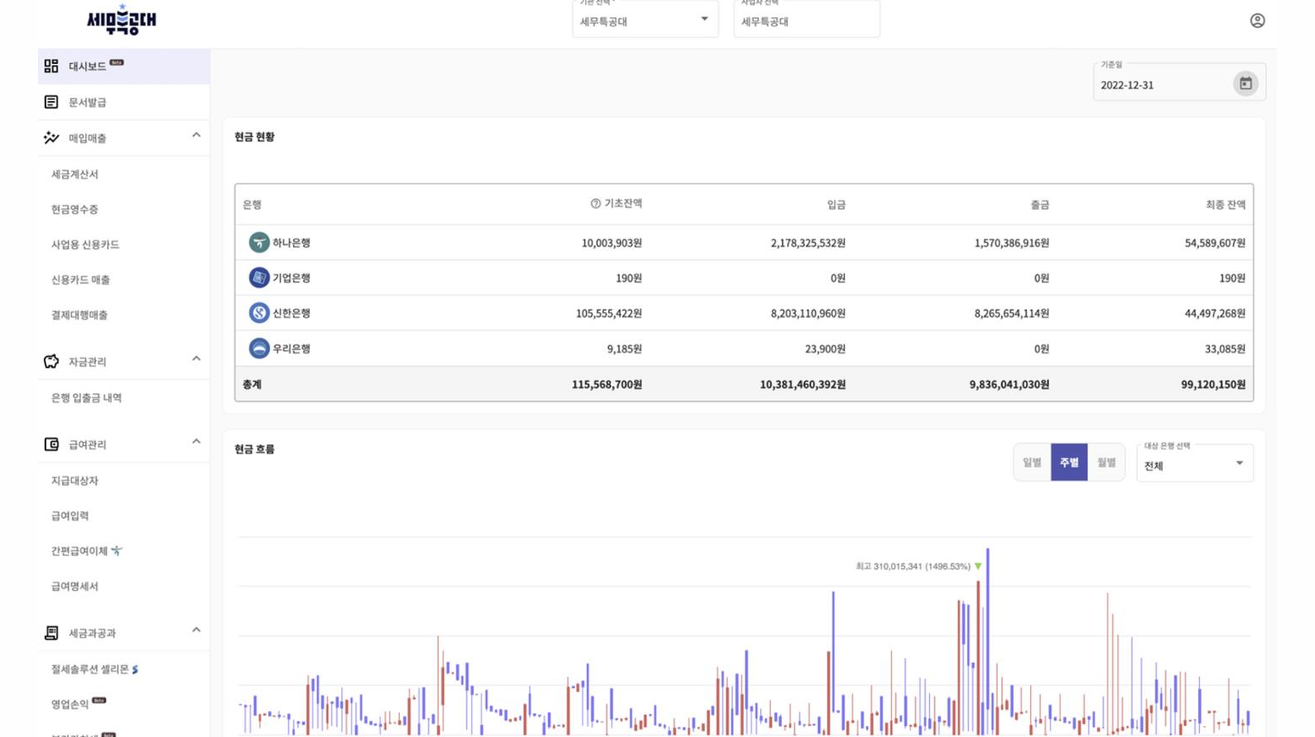 세무특공대
기관 선택 *
세무특공대
사업자 선택
세무특공대
대시보드 Beta
문서발급
매입매출
세금계산서
현금영수증
사업용 신용카드
신용카드 매출
결제대행매출
자금관리
은행 입출금 내역
급여관리
지급대상자
급여입력
간편급여이체
급여명세서
세금과공과
절세솔루션 셀리몬
영업손익 Beta
기준일
2022-12-31
현금 현황
은행 기초잔액 입금 출금 최종 잔액
하나은행 10,003,903원 2,178,325,532원 1,570,386,916원 54,589,607원
기업은행 190원 0원 0원 190원
신한은행 105,555,422원 8,203,110,960원 8,265,654,114원 44,497,268원
우리은행 9,185원 23,900원 0원 33,085원
총계 115,568,700원 10,381,460,392원 9,836,041,030원 99,120,150원
현금 흐름
일별 주별 월별
대상 은행 선택
전체
최고 310,015,341 (1496.53%)